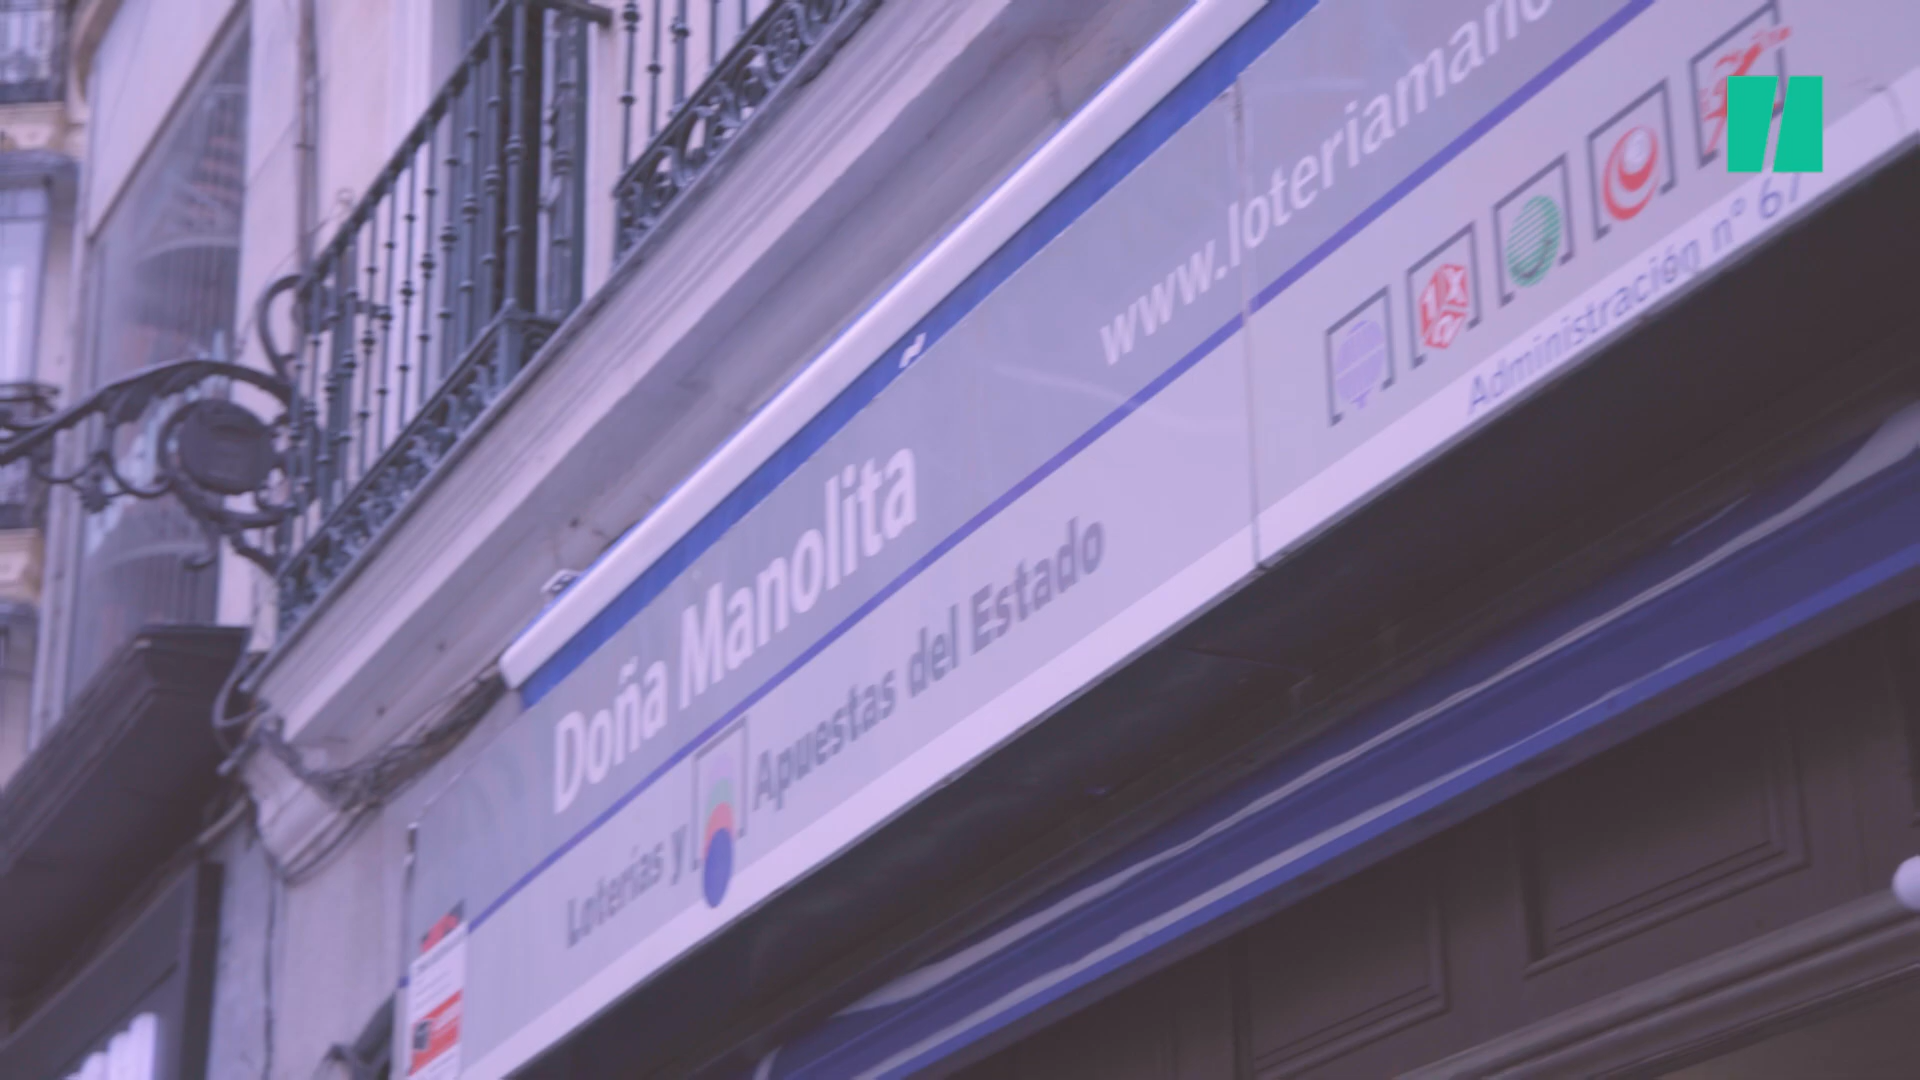 Doña Manolita
Loterías y Apuestas del Estado
www.loteriamano
Administración nº 67